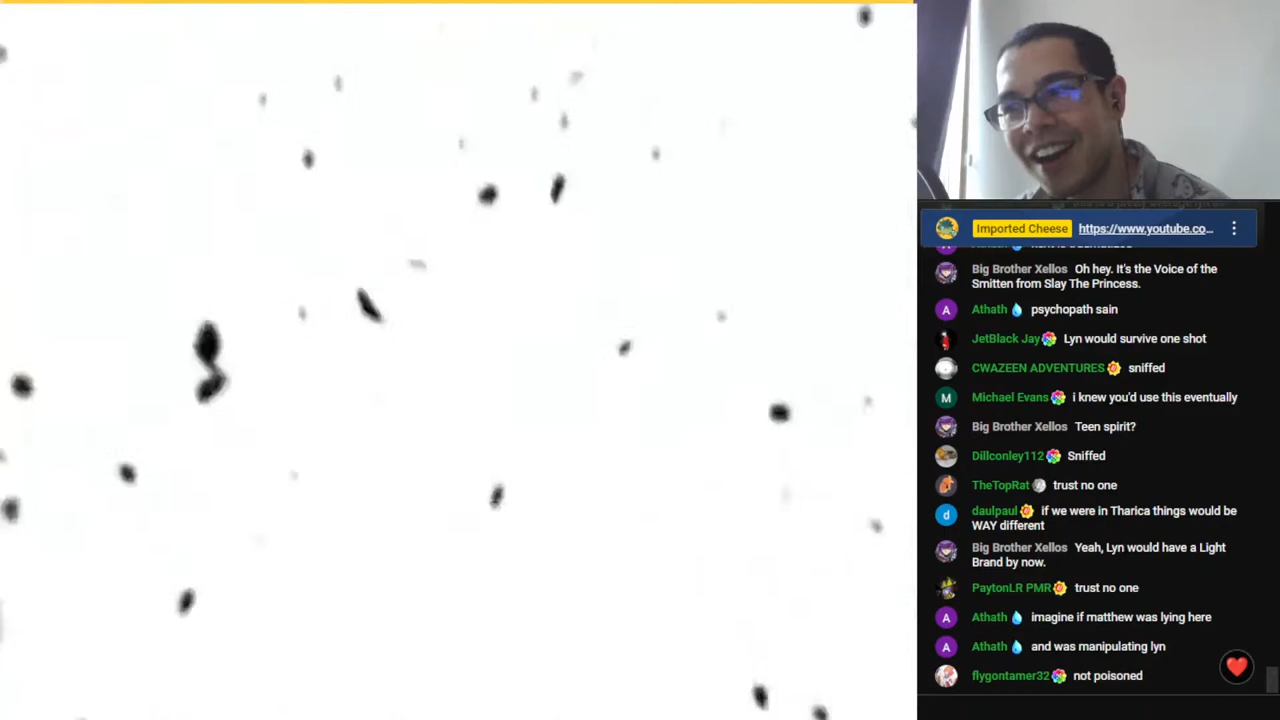 Imported Cheese https://www.youtube.co...
Big Brother Xellos Oh hey. It's the Voice of the
Smitten from Slay The Princess.
Athath psychopath sain
JetBlack Jay Lyn would survive one shot
CWAZEEN ADVENTURES sniffed
Michael Evans i knew you'd use this eventually
Big Brother Xellos Teen spirit?
Dillconley112 Sniffed
TheTopRat trust no one
daulpaul if we were in Tharica things would be
WAY different
Big Brother Xellos Yeah, Lyn would have a Light
Brand by now.
PaytonLR PMR trust no one
Athath imagine if matthew was lying here
Athath and was manipulating lyn
flygontamer32 not poisoned